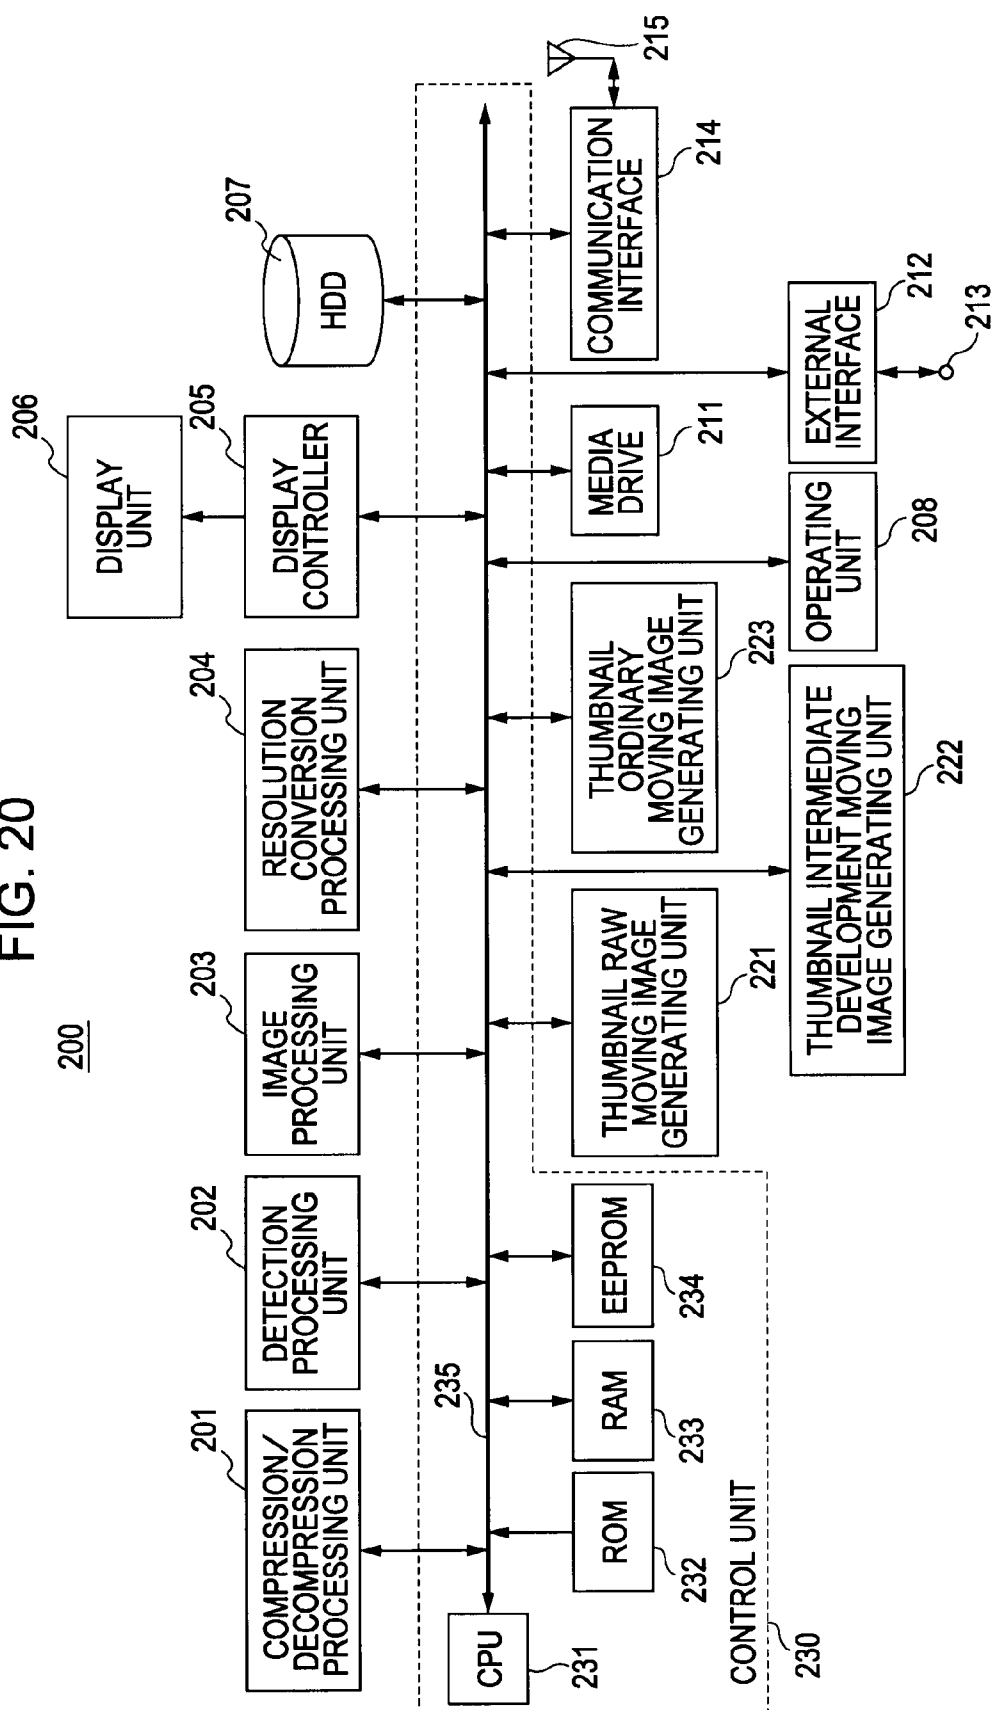 FIG. 20
200
206
DISPLAY
UNIT
207
HDD
201
COMPRESSION/
DECOMPRESSION
PROCESSING UNIT
202
DETECTION
PROCESSING
UNIT
203
IMAGE
PROCESSING
UNIT
204
RESOLUTION
CONVERSION
PROCESSING UNIT
205
DISPLAY
CONTROLLER
235
CPU
231
ROM
232
RAM
233
EEPROM
234
THUMBNAIL RAW
MOVING IMAGE
GENERATING UNIT
221
THUMBNAIL
ORDINARY
MOVING IMAGE
GENERATING UNIT
223
MEDIA
DRIVE
211
COMMUNICATION
INTERFACE
214
215
CONTROL UNIT
230
THUMBNAIL INTERMEDIATE
DEVELOPMENT MOVING
IMAGE GENERATING UNIT
222
OPERATING
UNIT
208
EXTERNAL
INTERFACE
212
213